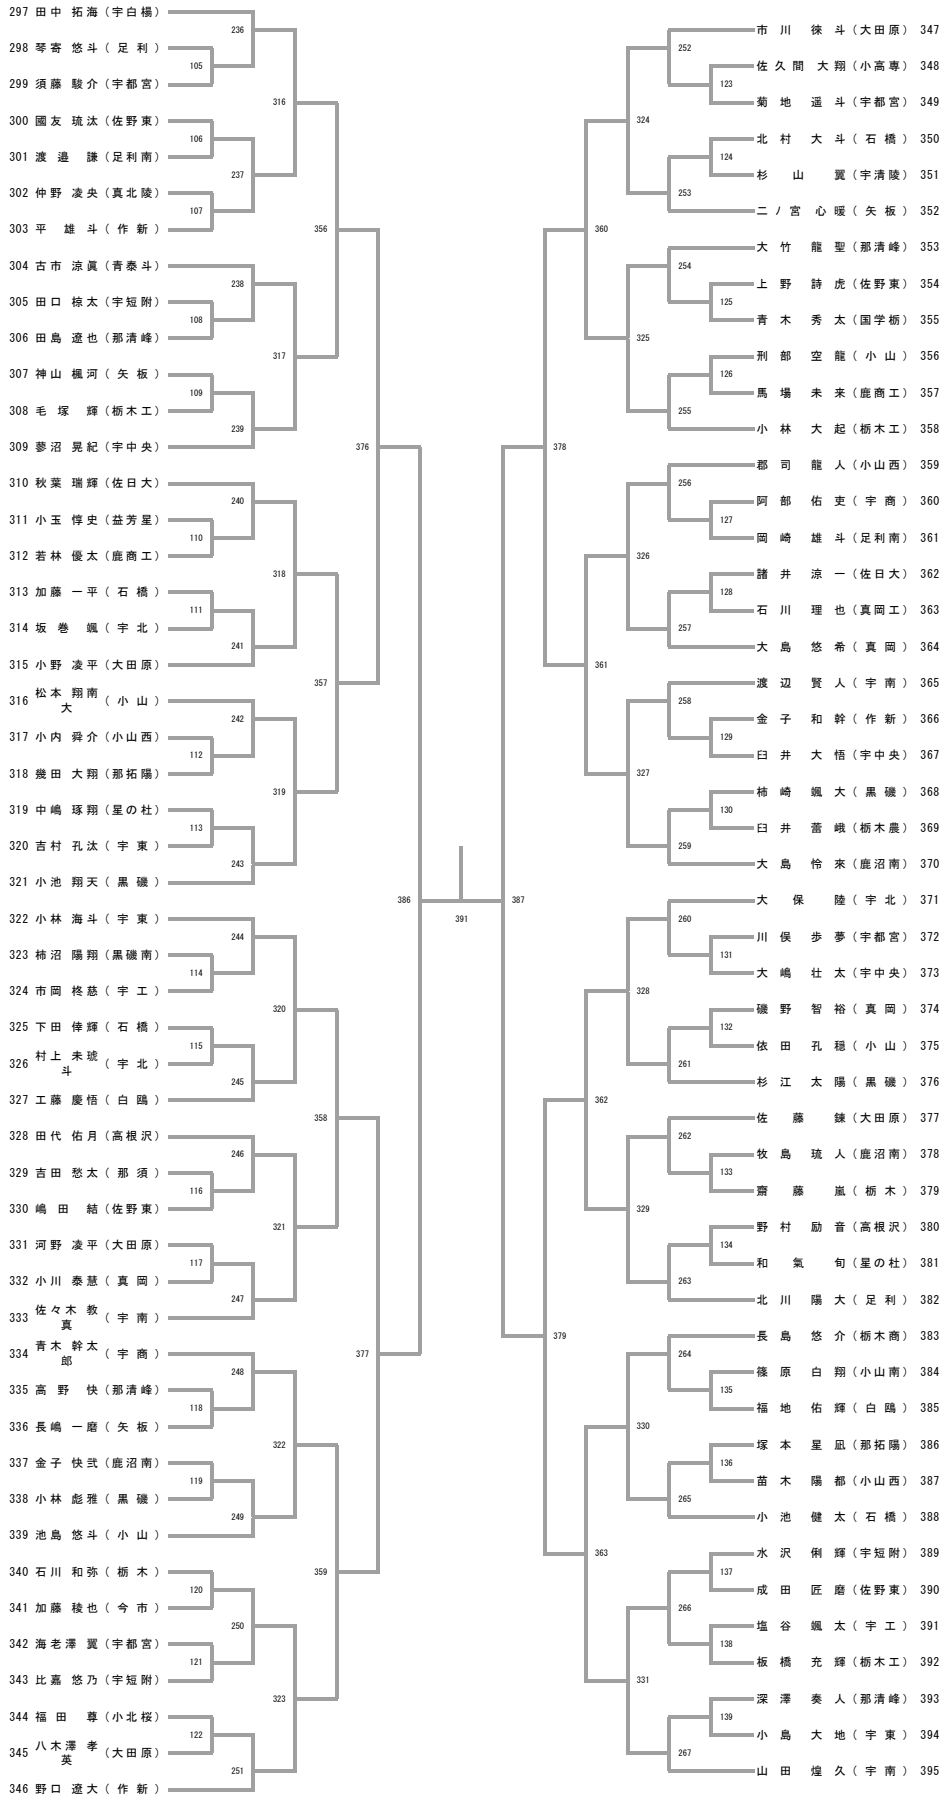 297 田中 拓海 (宇白楊)
298 琴寄 悠斗 (足利)
299 須藤 駿介 (宇都宮)
300 國友 琉汰 (佐野東)
301 渡邉 謙 (足利南)
302 仲野 凌央 (真北陵)
303 平 雄斗 (作新)
304 古市 涼眞 (青泰斗)
305 田口 椋太 (宇短附)
306 田島 遼也 (那清峰)
307 神山 楓河 (矢板)
308 毛塚 輝 (栃木工)
309 蓼沼 晃紀 (宇中央)
310 秋葉 瑞輝 (佐日大)
311 小玉 惇史 (益芳星)
312 若林 優太 (鹿商工)
313 加藤 一平 (石橋)
314 坂巻 颯 (宇北)
315 小野 凌平 (大田原)
316 松本 翔南大 (小山)
317 小内 舜介 (小山西)
318 幾田 大翔 (那拓陽)
319 中嶋 琢翔 (星の杜)
320 吉村 孔汰 (宇東)
321 小池 翔天 (黒磯)
322 小林 海斗 (宇東)
323 柿沼 陽翔 (黒磯南)
324 市岡 柊慈 (宇工)
325 下田 倖輝 (石橋)
326 村上 未琥斗 (宇北)
327 工藤 慶悟 (白鴎)
328 田代 佑月 (高根沢)
329 吉田 愁太 (那須)
330 嶋田 結 (佐野東)
331 河野 凌平 (大田原)
332 小川 泰慧 (真岡)
333 佐々木 教真 (宇南)
334 青木 幹太郎 (宇商)
335 高野 快 (那清峰)
336 長嶋 一磨 (矢板)
337 金子 快弐 (鹿沼南)
338 小林 彪雅 (黒磯)
339 池島 悠斗 (小山)
340 石川 和弥 (栃木)
341 加藤 稜也 (今市)
342 海老澤 翼 (宇都宮)
343 比嘉 悠乃 (宇短附)
344 福田 尊 (小北桜)
345 八木澤 孝英 (大田原)
346 野口 遼大 (作新)
105
106
107
108
109
110
111
112
113
114
115
116
117
118
119
120
121
122
236
237
238
239
240
241
242
243
244
245
246
247
248
249
250
251
316
317
318
319
320
321
322
323
356
357
358
359
376
377
386
391
387
378
379
360
361
362
363
324
325
326
327
328
329
330
331
252
253
254
255
256
257
258
259
260
261
262
263
264
265
266
267
123
124
125
126
127
128
129
130
131
132
133
134
135
136
137
138
139
市川 徠斗 (大田原) 347
佐久間 大翔 (小高専) 348
菊地 遥斗 (宇都宮) 349
北村 大斗 (石橋) 350
杉山 翼 (宇清陵) 351
二ノ宮 心暖 (矢板) 352
大竹 龍聖 (那清峰) 353
上野 詩虎 (佐野東) 354
青木 秀太 (国学栃) 355
刑部 空龍 (小山) 356
馬場 未来 (鹿商工) 357
小林 大起 (栃木工) 358
郡司 龍人 (小山西) 359
阿部 佑吏 (宇商) 360
岡崎 雄斗 (足利南) 361
諸井 涼一 (佐日大) 362
石川 理也 (真岡工) 363
大島 悠希 (真岡) 364
渡辺 賢人 (宇南) 365
金子 和幹 (作新) 366
臼井 大悟 (宇中央) 367
柿崎 颯大 (黒磯) 368
臼井 蕾峨 (栃木農) 369
大島 怜來 (鹿沼南) 370
大保 陸 (宇北) 371
川俣 歩夢 (宇都宮) 372
大嶋 壮太 (宇中央) 373
磯野 智裕 (真岡) 374
依田 孔穏 (小山) 375
杉江 太陽 (黒磯) 376
佐藤 錬 (大田原) 377
牧島 琉人 (鹿沼南) 378
齋藤 嵐 (栃木) 379
野村 励音 (高根沢) 380
和氣 旬 (星の杜) 381
北川 陽大 (足利) 382
長島 悠介 (栃木商) 383
篠原 白翔 (小山南) 384
福地 佑輝 (白鴎) 385
塚本 星凪 (那拓陽) 386
苗木 陽都 (小山西) 387
小池 健太 (石橋) 388
水沢 俐輝 (宇短附) 389
成田 匠磨 (佐野東) 390
塩谷 颯太 (宇工) 391
板橋 充輝 (栃木工) 392
深澤 奏人 (那清峰) 393
小島 大地 (宇東) 394
山田 煌久 (宇南) 395